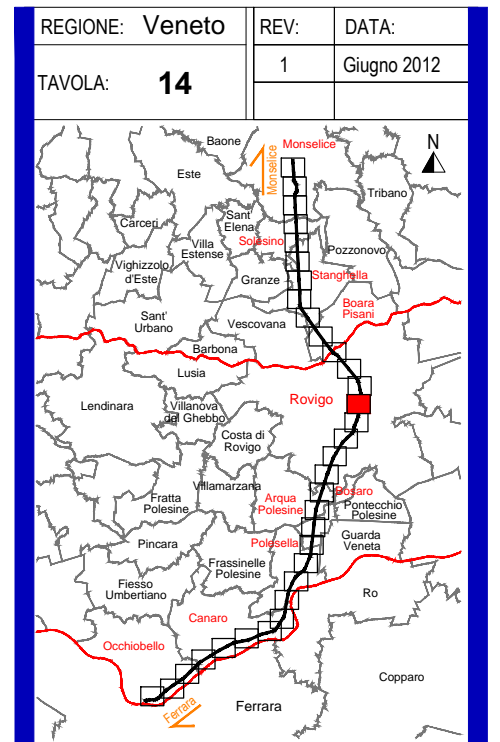 REGIONE: Veneto
REV:
DATA:
1
Giugno 2012
TAVOLA: 14
Baone
Monselice
N
Monselice
Este
Tribano
Carceri
Sant'
Elena
Solesino
Villa
Estense
Pozzonovo
Vighizzolo
d'Este
Granze
Stanghella
Boara
Pisani
Sant'
Urbano
Vescovana
Barbona
Lusia
Rovigo
Lendinara
Villanova
del Ghebbo
Costa di
Rovigo
Villamarzana
Fratta
Polesine
Arqua
Polesine
Bosaro
Pontecchio
Polesine
Pincara
Polesella
Guarda
Veneta
Frassinelle
Polesine
Fiesso
Umbertiano
Ro
Canaro
Occhiobello
Copparo
Ferrara
Ferrara